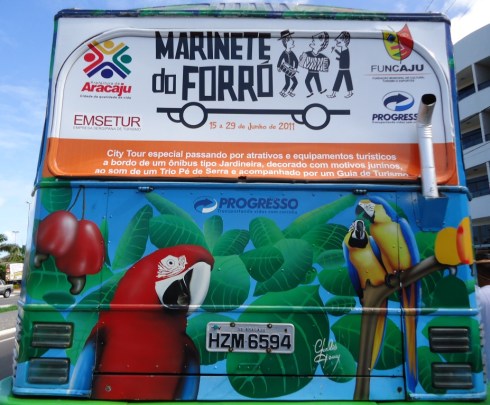 MARINETE
do FORRÓ
Aracaju
EMSETUR
FUNCAJU
PROGRESSO
15 a 29 de Junho de 2011
City Tour especial passando por atrativos e equipamentos turísticos
a bordo de um ônibus tipo Jardineira, decorado com motivos juninos,
ao som de um Trio Pé de Serra e acompanhado por um Guia de Turismo.
PROGRESSO
HZM 6594